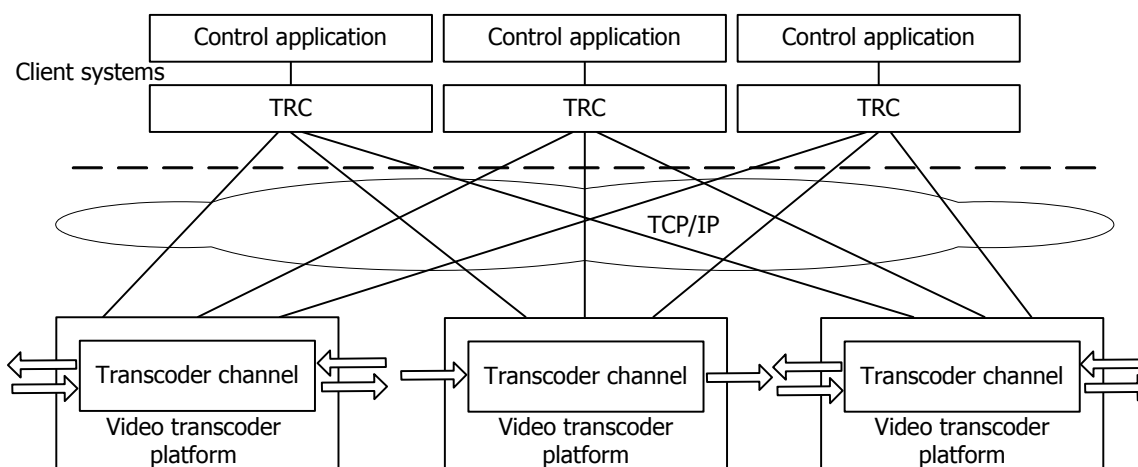 Control application
Control application
Control application
Client systems
TRC
TRC
TRC
TCP/IP
Transcoder channel
Transcoder channel
Transcoder channel
Video transcoder
platform
Video transcoder
platform
Video transcoder
platform